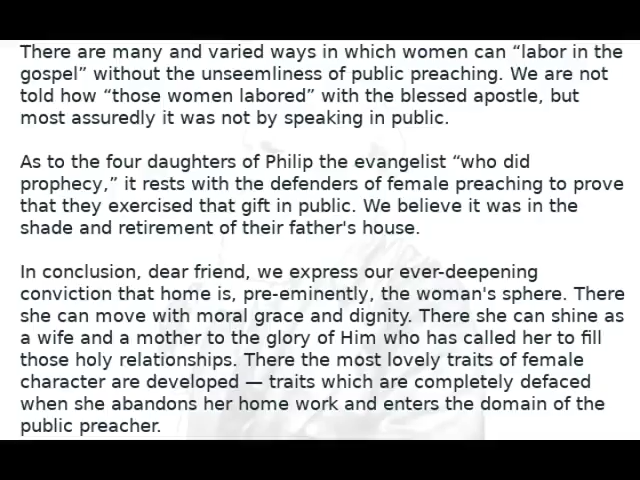 There are many and varied ways in which women can “labor in the
gospel” without the unseemliness of public preaching. We are not
told how “those women labored” with the blessed apostle, but
most assuredly it was not by speaking in public.
As to the four daughters of Philip the evangelist “who did
prophecy,” it rests with the defenders of female preaching to prove
that they exercised that gift in public. We believe it was in the
shade and retirement of their father's house.
In conclusion, dear friend, we express our ever-deepening
conviction that home is, pre-eminently, the woman's sphere. There
she can move with moral grace and dignity. There she can shine as
a wife and a mother to the glory of Him who has called her to fill
those holy relationships. There the most lovely traits of female
character are developed — traits which are completely defaced
when she abandons her home work and enters the domain of the
public preacher.